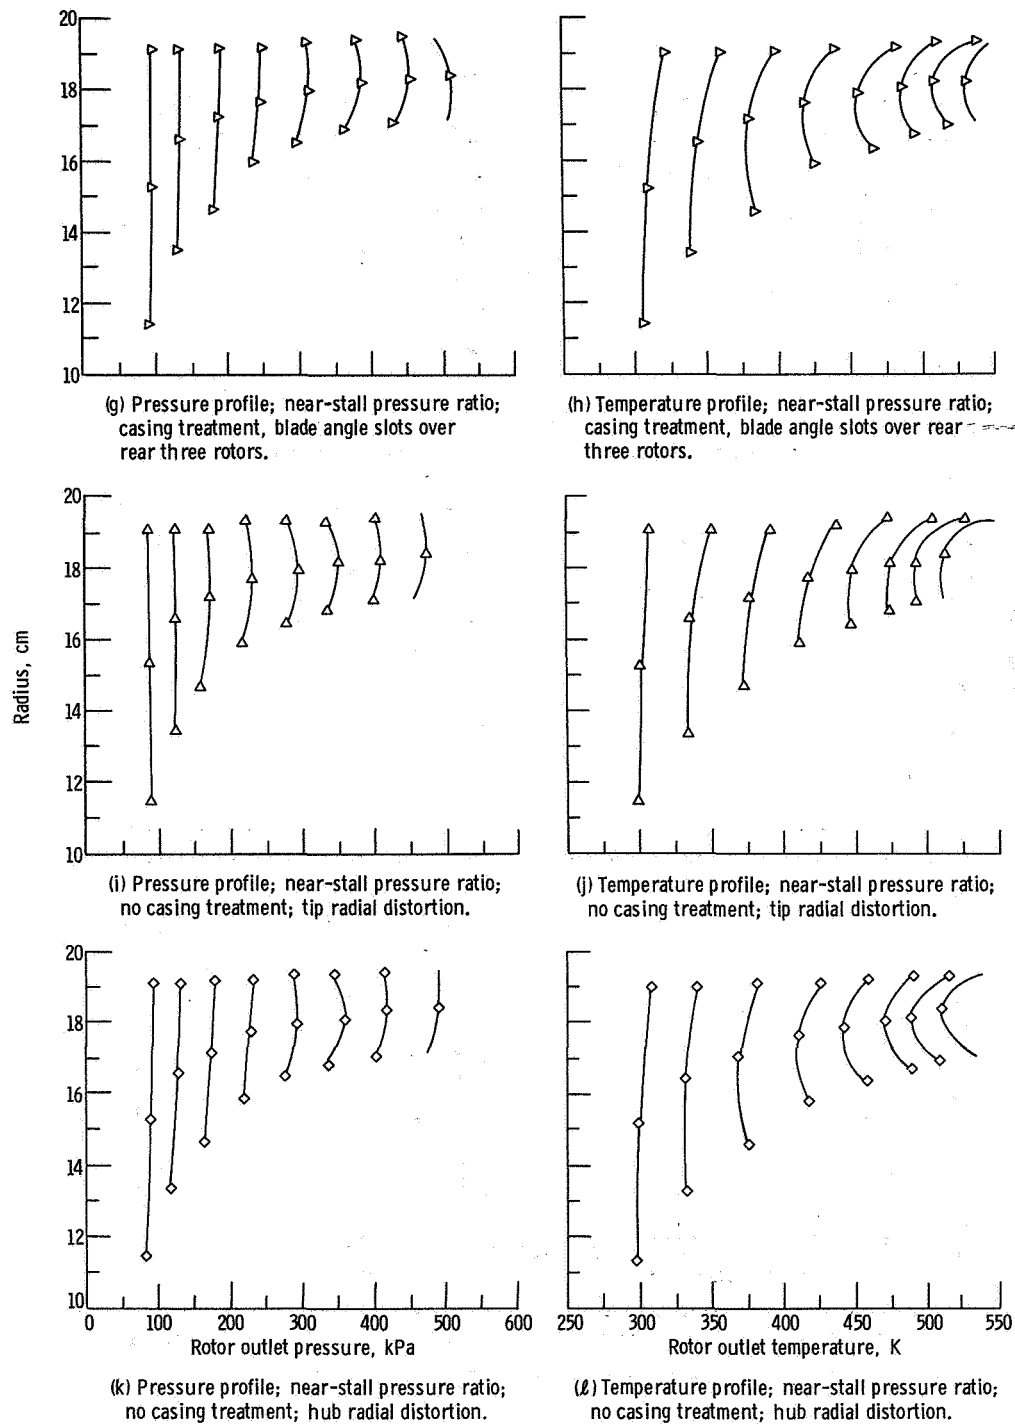 20
18
16
14
12
10
(g) Pressure profile; near-stall pressure ratio;
casing treatment, blade angle slots over
rear three rotors.
(h) Temperature profile; near-stall pressure ratio;
casing treatment, blade angle slots over rear
three rotors.
20
18
16
14
12
10
Radius, cm
(i) Pressure profile; near-stall pressure ratio;
no casing treatment; tip radial distortion.
(j) Temperature profile; near-stall pressure ratio;
no casing treatment; tip radial distortion.
20
18
16
14
12
10
0 100 200 300 400 500 600
Rotor outlet pressure, kPa
250 300 350 400 450 500 550
Rotor outlet temperature, K
(k) Pressure profile; near-stall pressure ratio;
no casing treatment; hub radial distortion.
(ℓ) Temperature profile; near-stall pressure ratio;
no casing treatment; hub radial distortion.